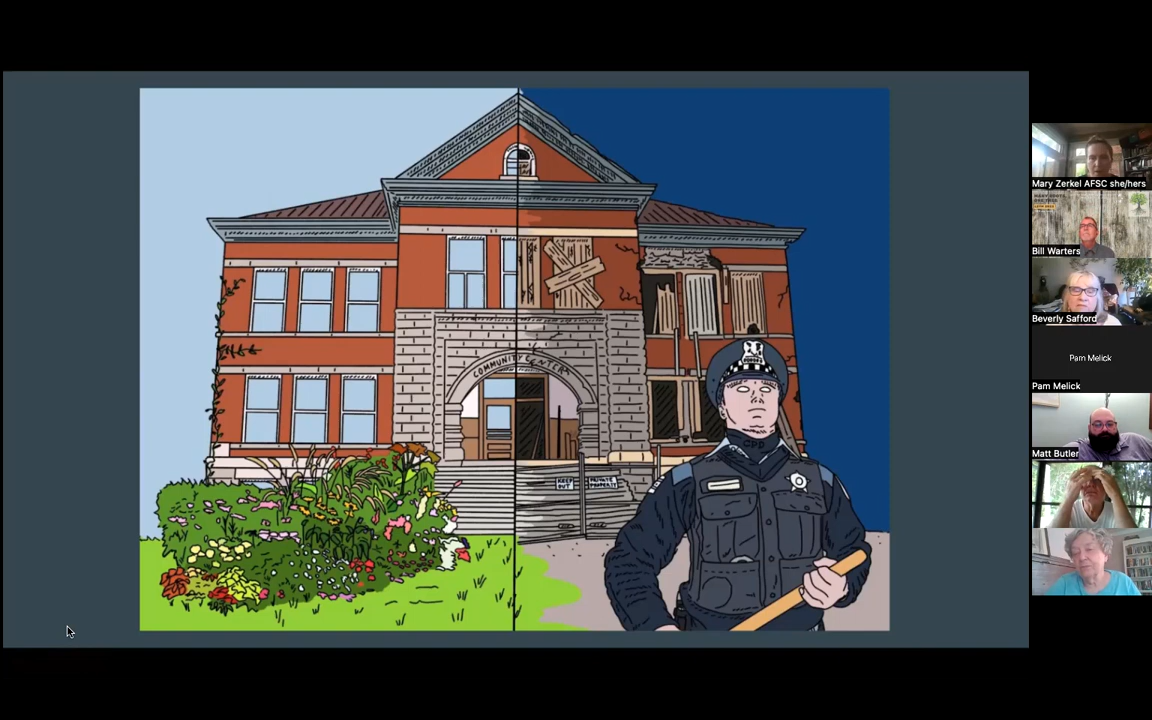 COMMUNITY CENTER
KEEP OUT
PRIVATE PROPERTY
CPD
Mary Zerkel AFSC she/hers
Bill Warters
Beverly Safford
Pam Melick
Pam Melick
Matt Butler